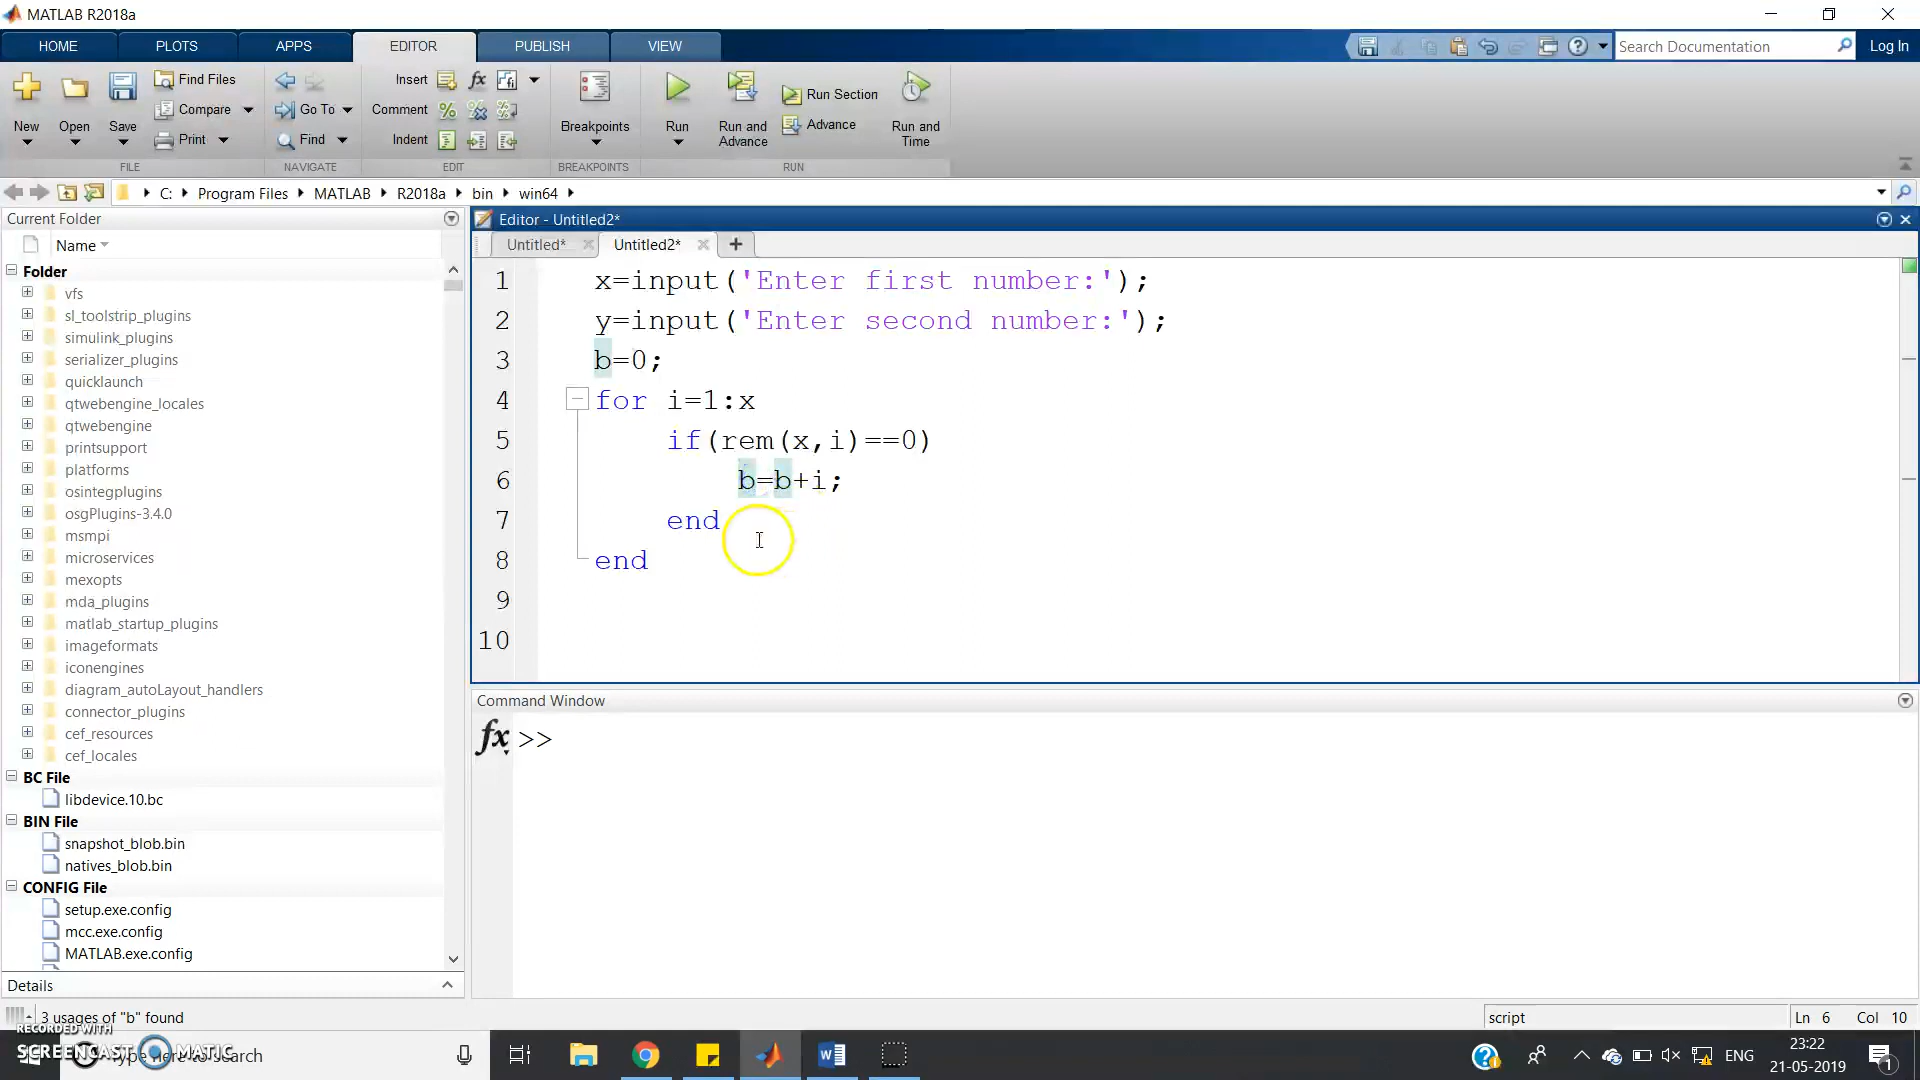 MATLAB R2018a
HOME PLOTS APPS EDITOR PUBLISH VIEW
Search Documentation Log In
New Open Save Find Files Compare Print
Go To Find
Insert fx
Comment
Indent
Breakpoints Run Run and Advance Run Section Advance Run and Time
FILE NAVIGATE EDIT BREAKPOINTS RUN
C: Program Files MATLAB R2018a bin win64
Current Folder
Name
Folder
vfs
sl_toolstrip_plugins
simulink_plugins
serializer_plugins
quicklaunch
qtwebengine_locales
qtwebengine
printsupport
platforms
osintegplugins
osgPlugins-3.4.0
msmpi
microservices
mexopts
mda_plugins
matlab_startup_plugins
imageformats
iconengines
diagram_autoLayout_handlers
connector_plugins
cef_resources
cef_locales
BC File
libdevice.10.bc
BIN File
snapshot_blob.bin
natives_blob.bin
CONFIG File
setup.exe.config
mcc.exe.config
MATLAB.exe.config
Details
Editor - Untitled2*
Untitled* Untitled2* +
1 x=input('Enter first number:');
2 y=input('Enter second number:');
3 b=0;
4 for i=1:x
5 if(rem(x,i)==0)
6 b=b+i;
7 end
8 end
9
10
Command Window
fx >>
3 usages of "b" found
script Ln 6 Col 10
RECORDED WITH
SCREENCAST MATIC
Type here to search
ENG
23:22
21-05-2019
1